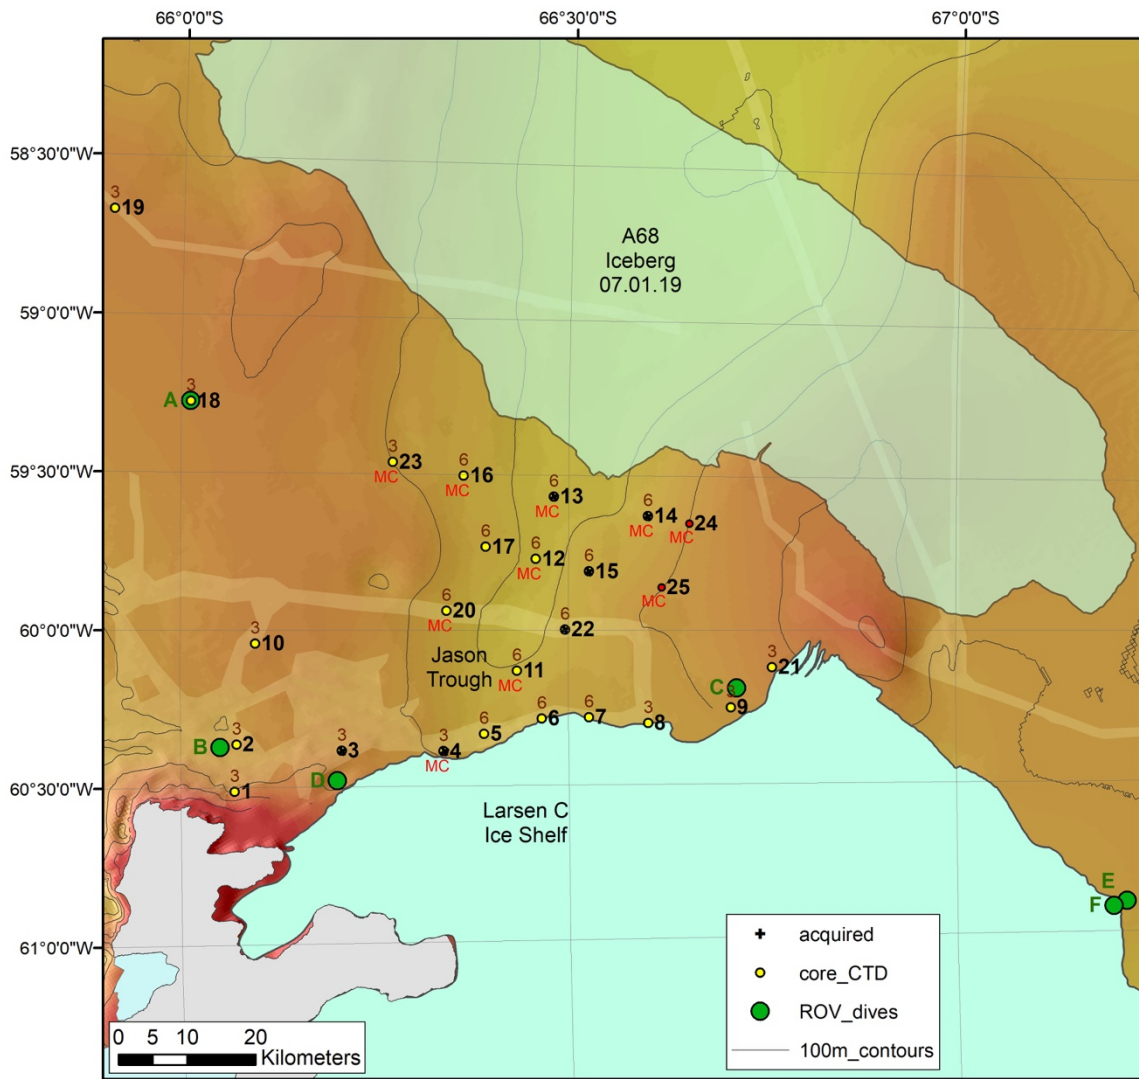 66°0'0"S
66°30'0"S
67°0'0"S
58°30'0"W
59°0'0"W
59°30'0"W
60°0'0"W
60°30'0"W
61°0'0"W
A68
Iceberg
07.01.19
3
19
3
A
18
3
23
MC
6
16
MC
6
13
MC
6
14
MC
24
MC
6
17
6
12
MC
6
15
25
MC
6
20
MC
6
22
3
10
Jason
Trough
6
11
MC
3
21
C
3
9
6
6
6
7
3
8
6
5
3
4
MC
B
3
2
3
3
D
3
1
Larsen C
Ice Shelf
E
F
acquired
core_CTD
ROV_dives
100m_contours
0 5 10 20
Kilometers